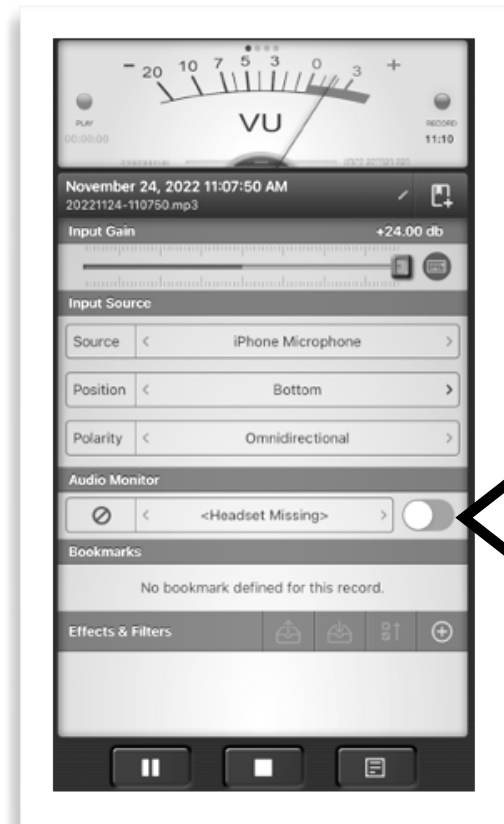 - 20 10 7 5 3 0 3 +
PLAY
00:00:00
VU
RECORD
11:10
November 24, 2022 11:07:50 AM
20221124-110750.mp3
Input Gain +24.00 db
Input Source
Source < iPhone Microphone >
Position < Bottom >
Polarity < Omnidirectional >
Audio Monitor
< <Headset Missing> >
Bookmarks
No bookmark defined for this record.
Effects & Filters